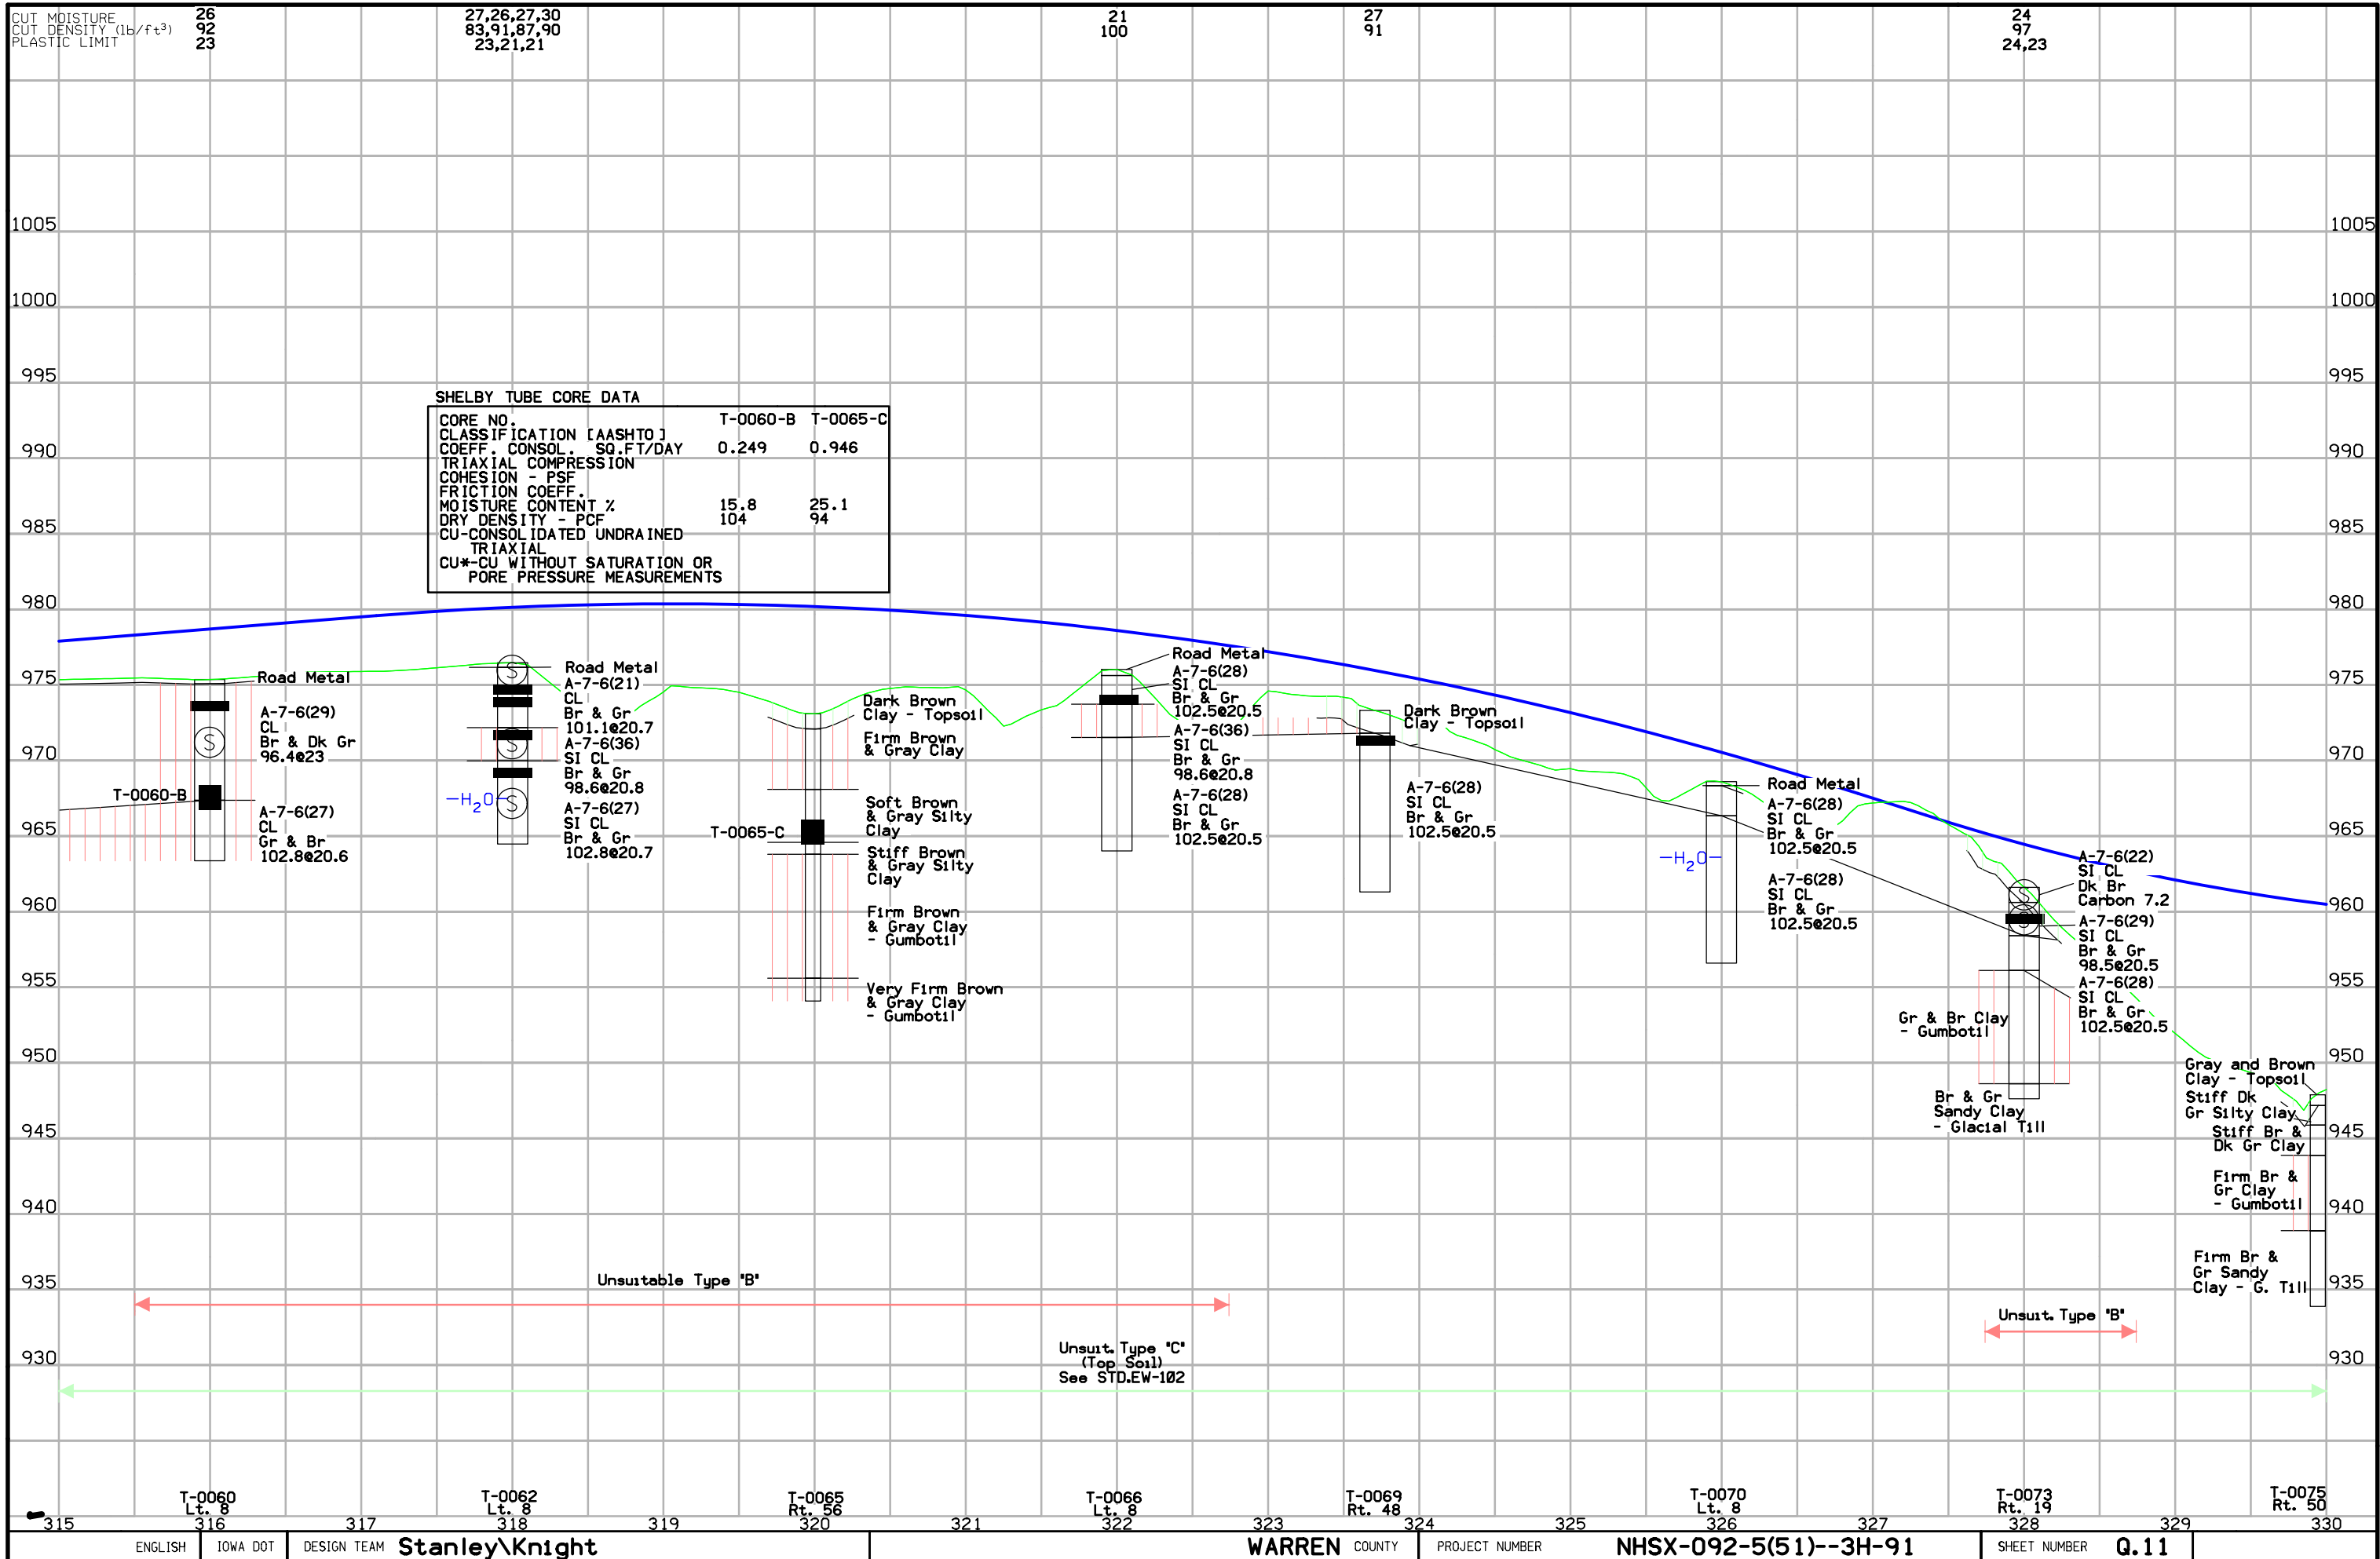 CUT MOISTURE
CUT DENSITY (lb/ft³)
PLASTIC LIMIT
26
92
23
27,26,27,30
83,91,87,90
23,21,21
21
100
27
91
24
97
24,23
1005
1000
995
990
985
980
975
970
965
960
955
950
945
940
935
930
1005
1000
995
990
985
980
975
970
965
960
955
950
945
940
935
930
SHELBY TUBE CORE DATA
CORE NO. T-0060-B T-0065-C
CLASSIFICATION [AASHTO]
COEFF. CONSOL. SQ.FT/DAY 0.249 0.946
TRIAXIAL COMPRESSION
COHESION - PSF
FRICTION COEFF.
MOISTURE CONTENT % 15.8 25.1
DRY DENSITY - PCF 104 94
CU-CONSOLIDATED UNDRAINED
TRIAXIAL
CU*-CU WITHOUT SATURATION OR
PORE PRESSURE MEASUREMENTS
Road Metal
A-7-6(29)
CL
Br & Dk Gr
96.4@23
S
T-0060-B
A-7-6(27)
CL
Gr & Br
102.8@20.6
S
Road Metal
A-7-6(21)
CL
Br & Gr
101.1@20.7
S
A-7-6(36)
SI CL
Br & Gr
98.6@20.8
H₂O
S
A-7-6(27)
SI CL
Br & Gr
102.8@20.7
Dark Brown
Clay - Topsoil
Firm Brown
& Gray Clay
Soft Brown
& Gray Silty
Clay
T-0065-C
Stiff Brown
& Gray Silty
Clay
Firm Brown
& Gray Clay
- Gumbotil
Very Firm Brown
& Gray Clay
- Gumbotil
Road Metal
A-7-6(28)
SI CL
Br & Gr
102.5@20.5
A-7-6(36)
SI CL
Br & Gr
98.6@20.8
A-7-6(28)
SI CL
Br & Gr
102.5@20.5
Dark Brown
Clay - Topsoil
A-7-6(28)
SI CL
Br & Gr
102.5@20.5
Road Metal
A-7-6(28)
SI CL
Br & Gr
102.5@20.5
H₂O
A-7-6(28)
SI CL
Br & Gr
102.5@20.5
S
S
A-7-6(22)
SI CL
Dk Br
Carbon 7.2
A-7-6(29)
SI CL
Br & Gr
98.5@20.5
A-7-6(28)
SI CL
Br & Gr
102.5@20.5
Gr & Br Clay
- Gumbotil
Br & Gr
Sandy Clay
- Glacial Till
Gray and Brown
Clay - Topsoil
Stiff Dk
Gr Silty Clay
Stiff Br &
Dk Gr Clay
Firm Br &
Gr Clay
- Gumbotil
Firm Br &
Gr Sandy
Clay - G. Till
Unsuitable Type "B"
Unsuit. Type "B"
Unsuit. Type "C"
(Top Soil)
See STD.EW-102
T-0060
Lt. 8
T-0062
Lt. 8
T-0065
Rt. 56
T-0066
Lt. 8
T-0069
Rt. 48
T-0070
Lt. 8
T-0073
Rt. 19
T-0075
Rt. 50
315 316 317 318 319 320 321 322 323 324 325 326 327 328 329 330
ENGLISH IOWA DOT DESIGN TEAM Stanley\Knight WARREN COUNTY PROJECT NUMBER NHSX-092-5(51)--3H-91 SHEET NUMBER Q.11